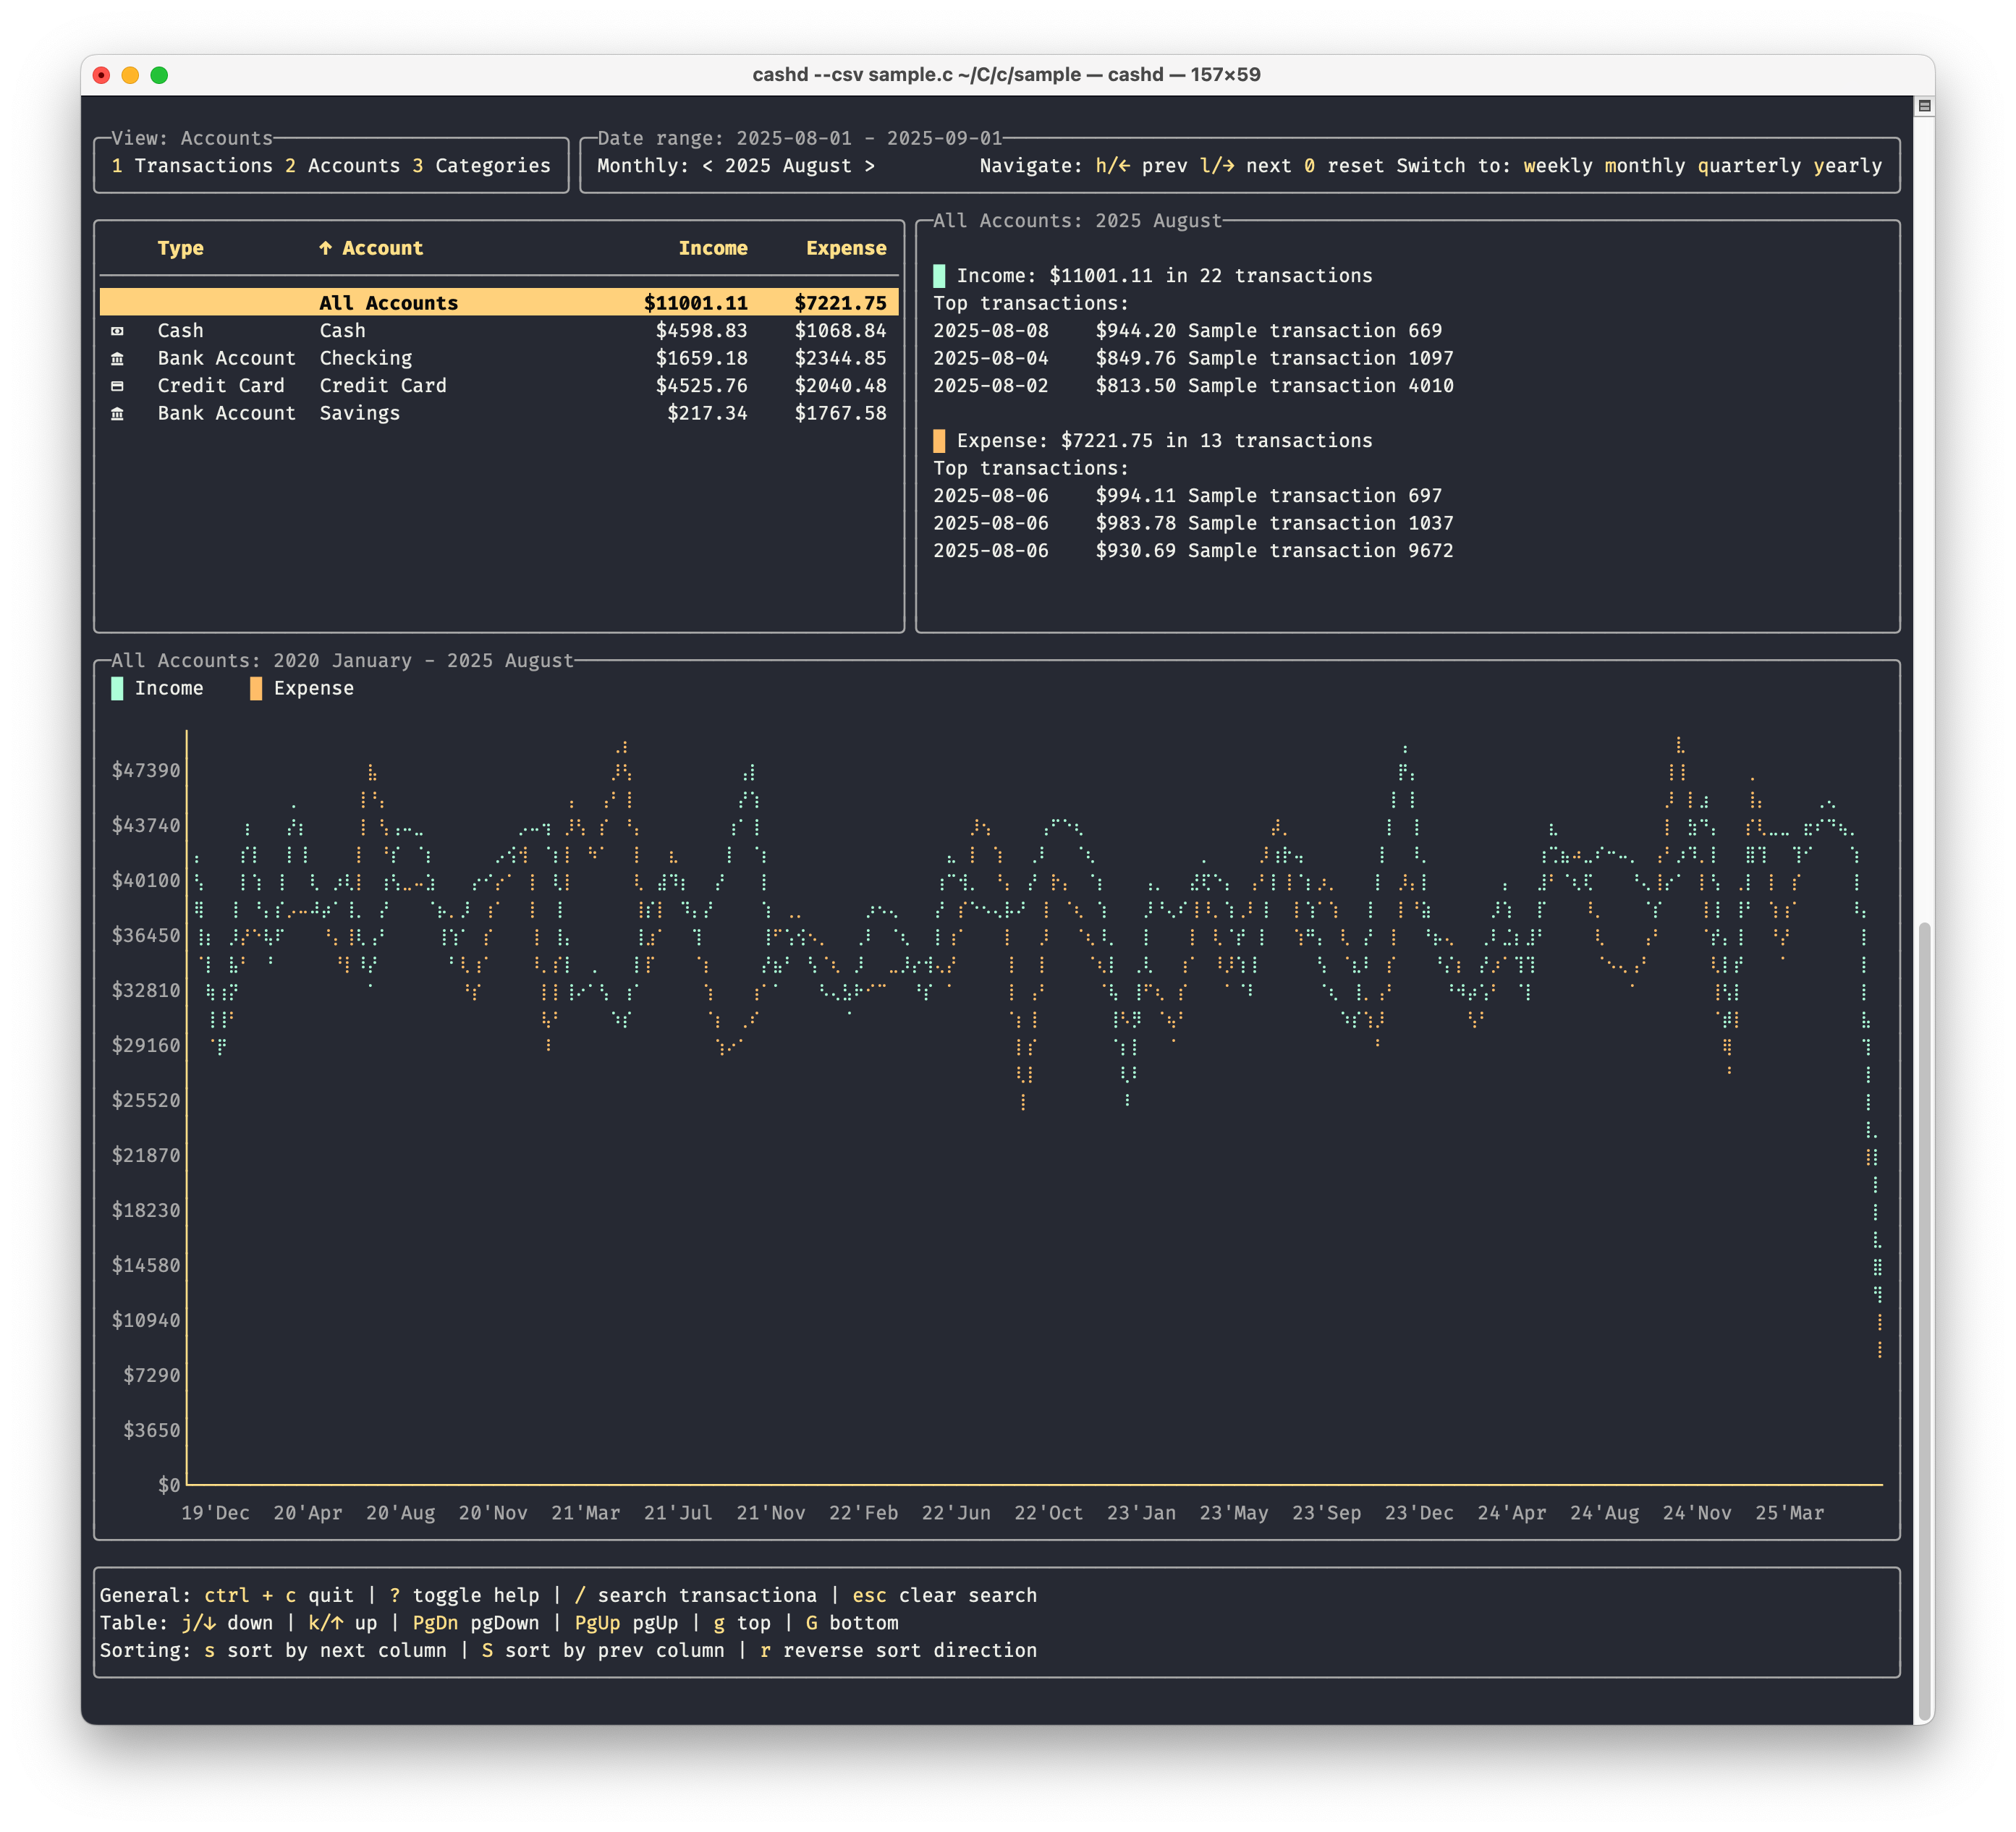 cashd --csv sample.c ~/C/c/sample — cashd — 157×59
View: Accounts
1 Transactions 2 Accounts 3 Categories
Date range: 2025-08-01 - 2025-09-01
Monthly: < 2025 August > Navigate: h/← prev l/→ next 0 reset Switch to: weekly monthly quarterly yearly
Type ↑ Account Income Expense
All Accounts $11001.11 $7221.75
Cash Cash $4598.83 $1068.84
Bank Account Checking $1659.18 $2344.85
Credit Card Credit Card $4525.76 $2040.48
Bank Account Savings $217.34 $1767.58
All Accounts: 2025 August
Income: $11001.11 in 22 transactions
Top transactions:
2025-08-08 $944.20 Sample transaction 669
2025-08-04 $849.76 Sample transaction 1097
2025-08-02 $813.50 Sample transaction 4010
Expense: $7221.75 in 13 transactions
Top transactions:
2025-08-06 $994.11 Sample transaction 697
2025-08-06 $983.78 Sample transaction 1037
2025-08-06 $930.69 Sample transaction 9672
All Accounts: 2020 January - 2025 August
Income Expense
$47390
$43740
$40100
$36450
$32810
$29160
$25520
$21870
$18230
$14580
$10940
$7290
$3650
$0
19'Dec 20'Apr 20'Aug 20'Nov 21'Mar 21'Jul 21'Nov 22'Feb 22'Jun 22'Oct 23'Jan 23'May 23'Sep 23'Dec 24'Apr 24'Aug 24'Nov 25'Mar
General: ctrl + c quit | ? toggle help | / search transactiona | esc clear search
Table: j/↓ down | k/↑ up | PgDn pgDown | PgUp pgUp | g top | G bottom
Sorting: s sort by next column | S sort by prev column | r reverse sort direction